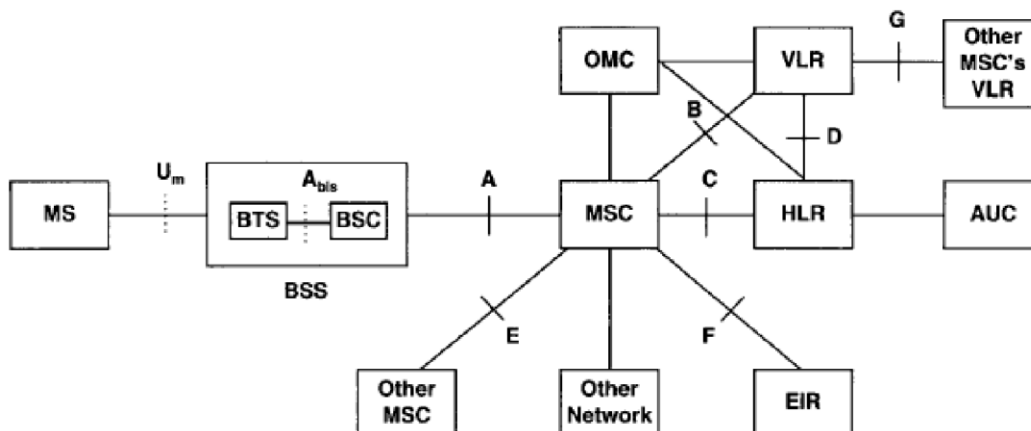 OMC
VLR
G
Other
MSC's
VLR
B
D
Um
Abis
A
C
MS
BTS
BSC
MSC
HLR
AUC
BSS
E
F
Other
MSC
Other
Network
EIR